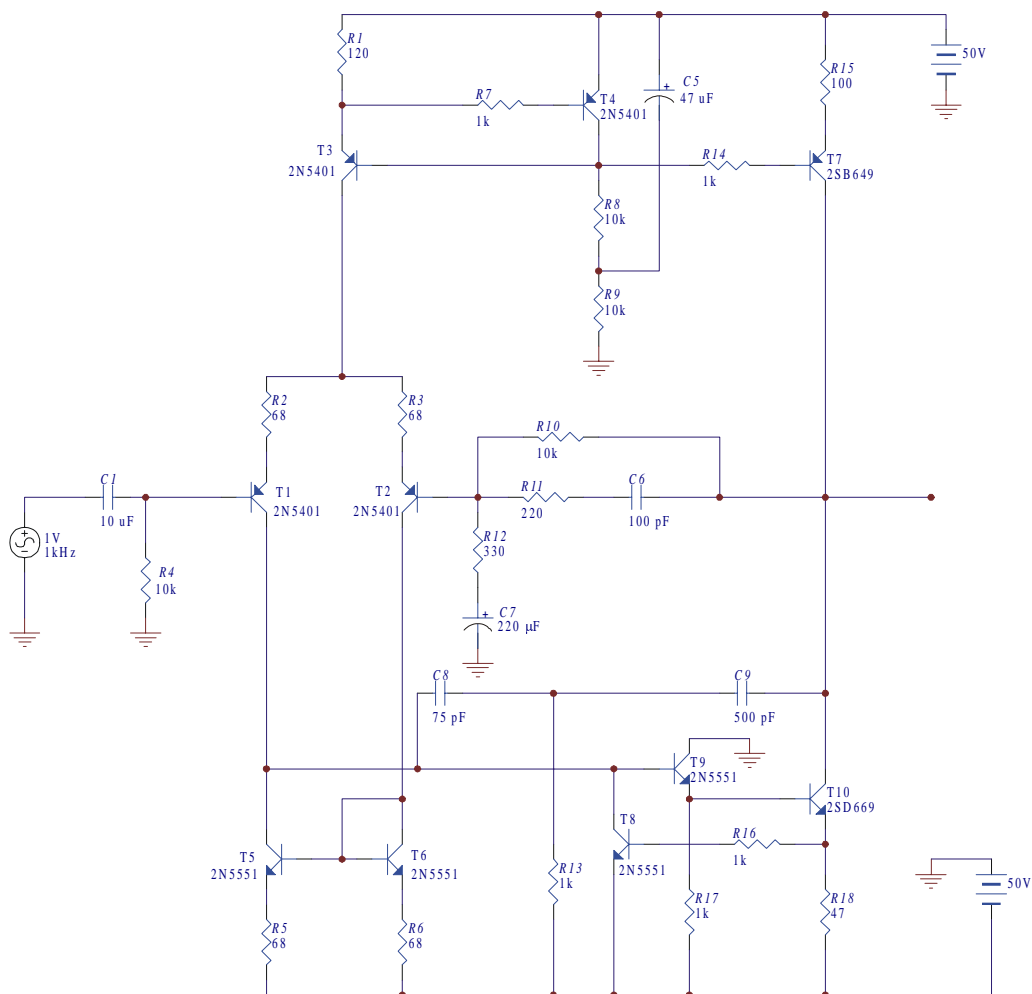 R1
120
50V
C5
47 uF
R15
100
R7
1k
T4
2N5401
T3
2N5401
R14
1k
T7
2SB649
R8
10k
R9
10k
R2
68
R3
68
R10
10k
C1
10 uF
T1
2N5401
T2
2N5401
R11
220
C6
100 pF
1V
1kHz
R4
10k
R12
330
C7
220 µF
C8
75 pF
C9
500 pF
T9
2N5551
T10
2SD669
T8
2N5551
R16
1k
T5
2N5551
T6
2N5551
R13
1k
R17
1k
R18
47
50V
R5
68
R6
68